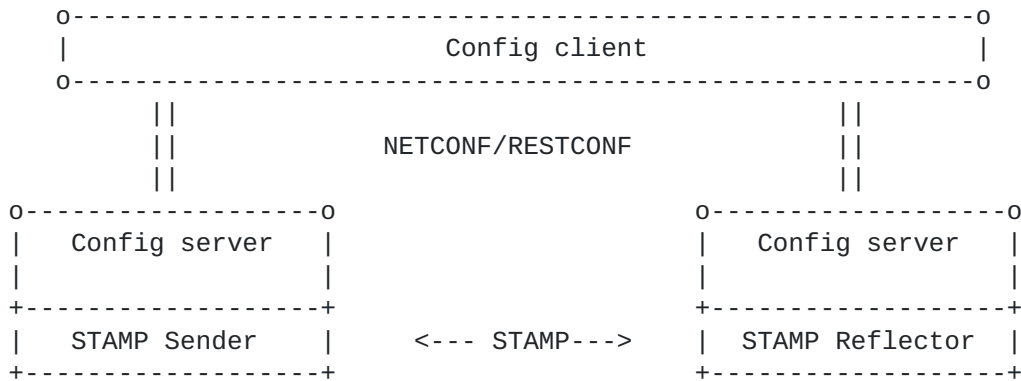 o----------------------------------------------------------o
|                        Config client                     |
o----------------------------------------------------------o
||                                          ||
||             NETCONF/RESTCONF             ||
||                                          ||
o-------------------o                       o-------------------o
|   Config server   |                       |   Config server   |
|                   |                       |                   |
+-------------------+                       +-------------------+
|   STAMP Sender    |     <--- STAMP--->    |  STAMP Reflector  |
+-------------------+                       +-------------------+